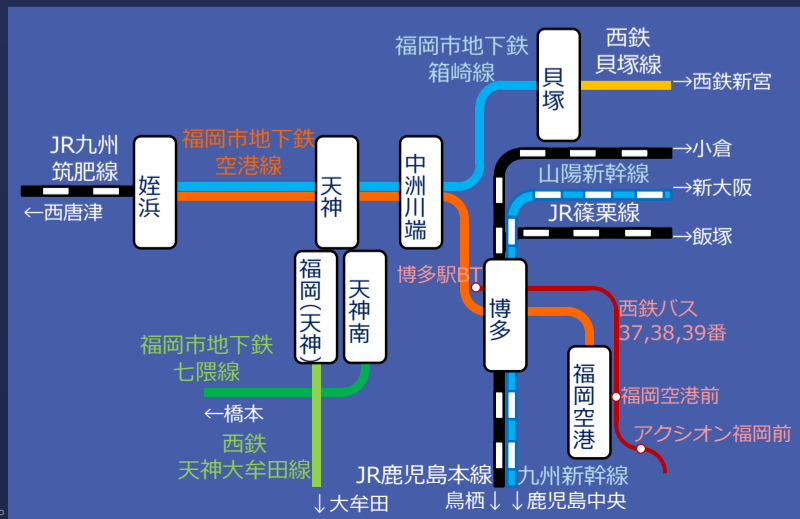 福岡市地下鉄
箱崎線
貝塚
西鉄
貝塚線
→西鉄新宮
JR九州
筑肥線
←西唐津
姪浜
福岡市地下鉄
空港線
天神
中洲川端
→小倉
山陽新幹線
→新大阪
JR篠栗線
→飯塚
福岡(天神)
天神南
博多駅BT
博多
西鉄バス
37,38,39番
福岡市地下鉄
七隈線
←橋本
福岡空港
福岡空港前
アクシオン福岡前
西鉄
天神大牟田線
↓大牟田
JR鹿児島本線
鳥栖↓
九州新幹線
↓鹿児島中央